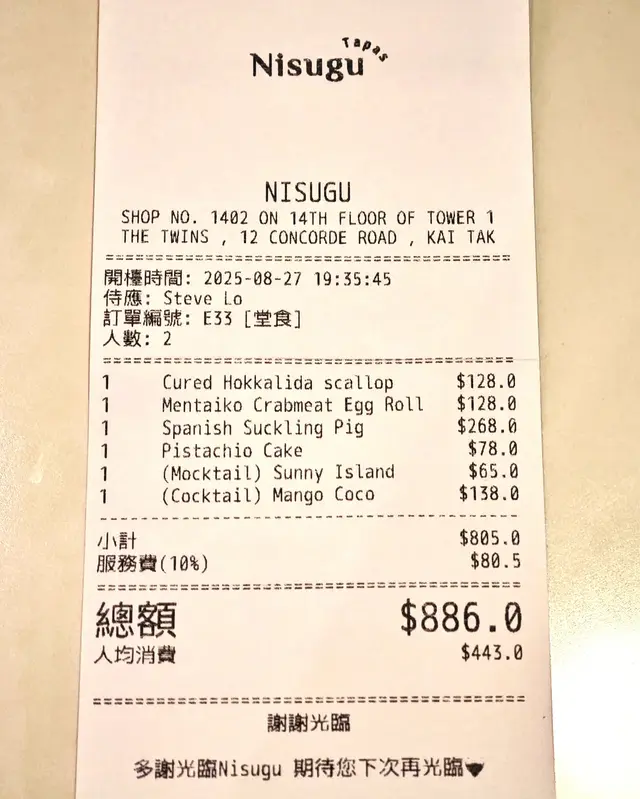 Tapas
Nisugu
NISUGU
SHOP NO. 1402 ON 14TH FLOOR OF TOWER 1
THE TWINS , 12 CONCORDE ROAD , KAI TAK
開檯時間: 2025-08-27 19:35:45
侍應: Steve Lo
訂單編號: E33 [堂食]
人數: 2
1 Cured Hokkalida scallop $128.0
1 Mentaiko Crabmeat Egg Roll $128.0
1 Spanish Suckling Pig $268.0
1 Pistachio Cake $78.0
1 (Mocktail) Sunny Island $65.0
1 (Cocktail) Mango Coco $138.0
小計 $805.0
服務費(10%) $80.5
總額 $886.0
人均消費 $443.0
謝謝光臨
多謝光臨Nisugu 期待您下次再光臨